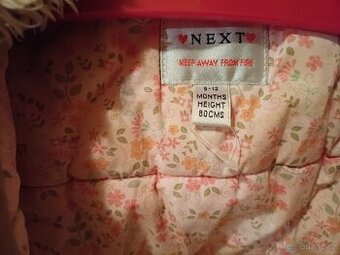 ♥NEXT♥
KEEP AWAY FROM FIRE
9-12
MONTHS
HEIGHT
80CMS